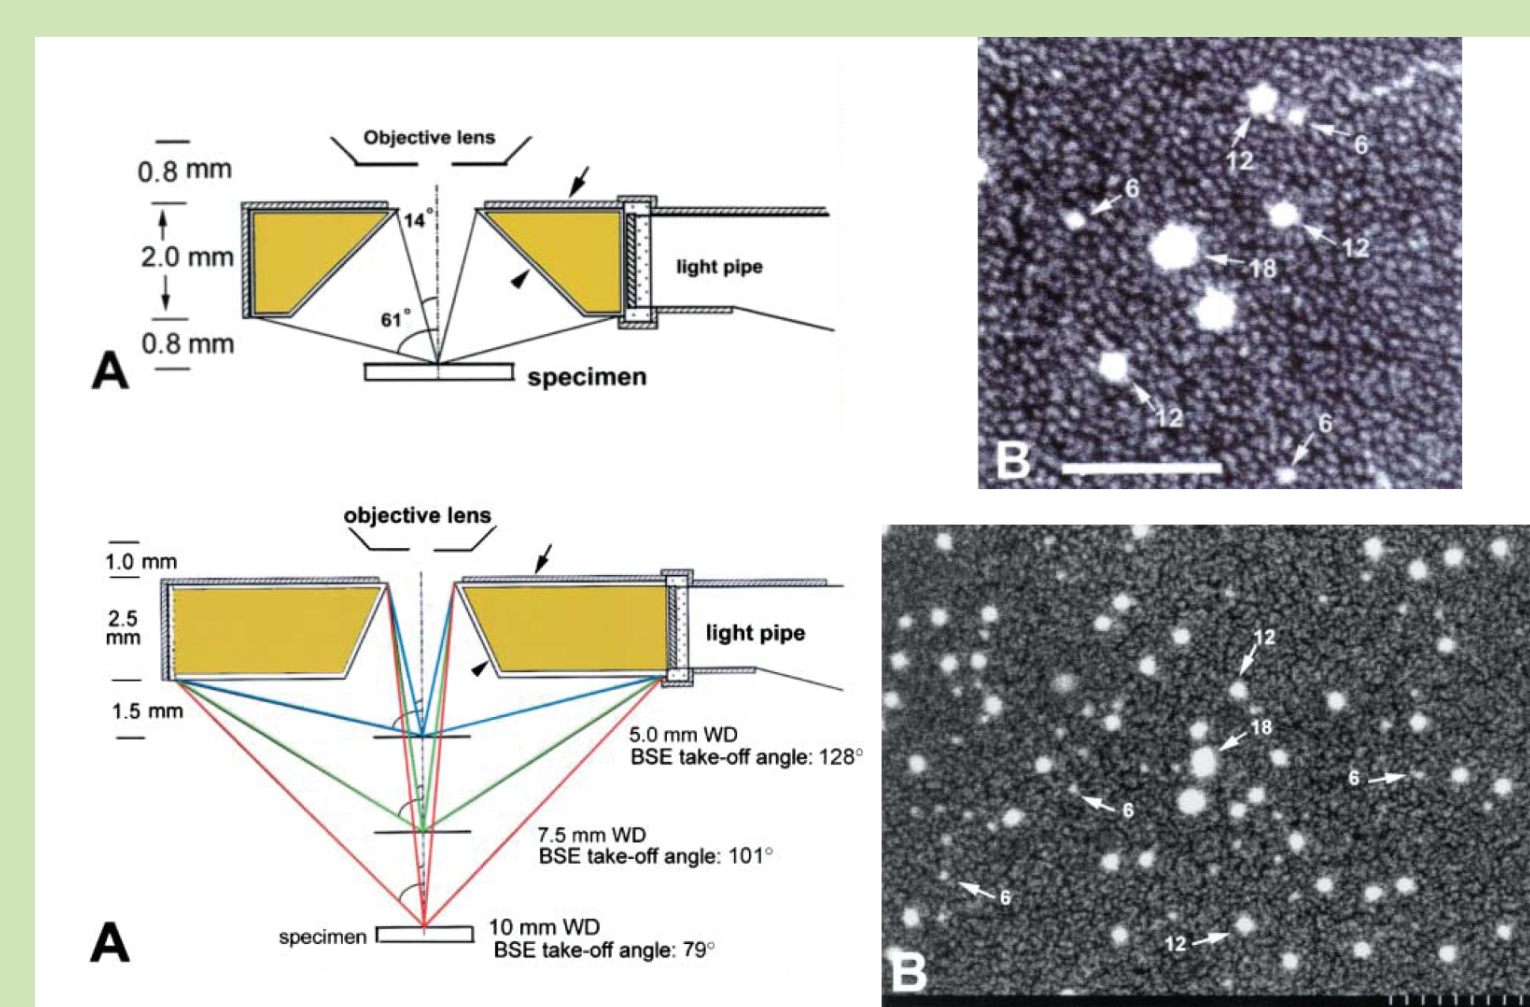 Objective lens
0.8 mm
14°
2.0 mm
light pipe
61°
0.8 mm
A
specimen
12
6
6
12
18
12
6
B
objective lens
1.0 mm
2.5
mm
light pipe
1.5 mm
5.0 mm WD
BSE take-off angle: 128°
7.5 mm WD
BSE take-off angle: 101°
10 mm WD
specimen
BSE take-off angle: 79°
A
12
18
6
6
6
12
B